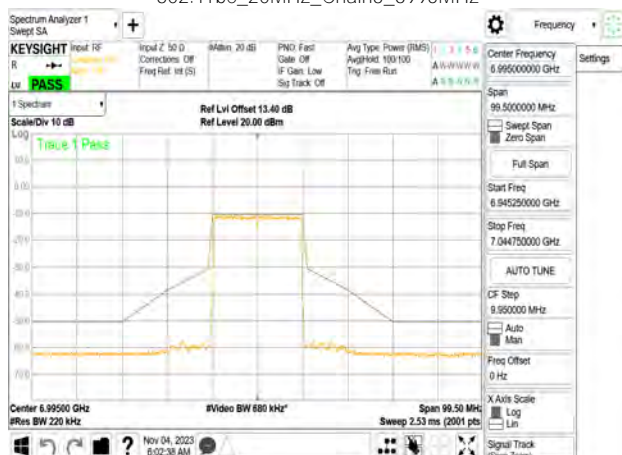 Spectrum Analyzer 1
Swept SA
+
Frequency
KEYSIGHT Input: RF
R
PASS
Input Z: 50 Ω
Corrections: Off
Freq Ref: Int (S)
#Atten: 20 dB
PNO: Fast
Gate: Off
IF Gain: Low
Sig Track: Off
Avg Type: Power (RMS)
Avg|Hold: 100/100
Trig: Free Run
Center Frequency
6.995000000 GHz
Settings
Span
99.5000000 MHz
Swept Span
Zero Span
Full Span
Start Freq
6.945250000 GHz
Stop Freq
7.044750000 GHz
AUTO TUNE
CF Step
9.950000 MHz
Auto
Man
Freq Offset
0 Hz
X Axis Scale
Log
Lin
Signal Track
1 Spectrum
Scale/Div 10 dB
Ref Lvl Offset 13.40 dB
Ref Level 20.00 dBm
Log
Trace 1 Pass
Center 6.99500 GHz
#Video BW 680 kHz*
Span 99.50 MHz
#Res BW 220 kHz
Sweep 2.53 ms (2001 pts
Nov 04, 2023
6:02:38 AM